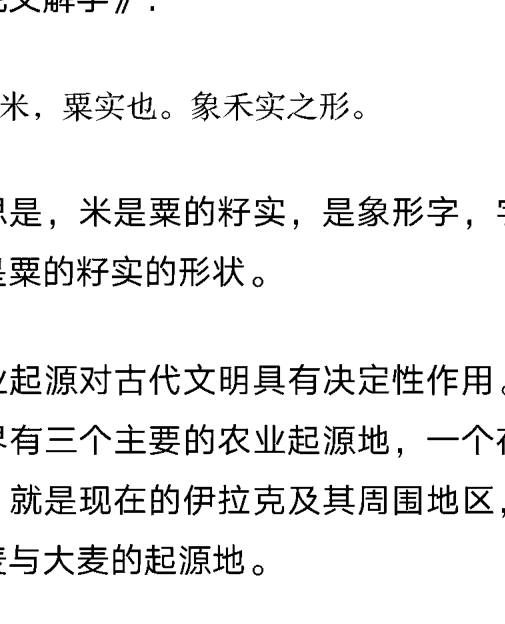 说文解字》：
米，粟实也。象禾实之形。
思是，米是粟的籽实，是象形字，字
是粟的籽实的形状。
业起源对古代文明具有决定性作用。
界有三个主要的农业起源地，一个在
，就是现在的伊拉克及其周围地区，
麦与大麦的起源地。